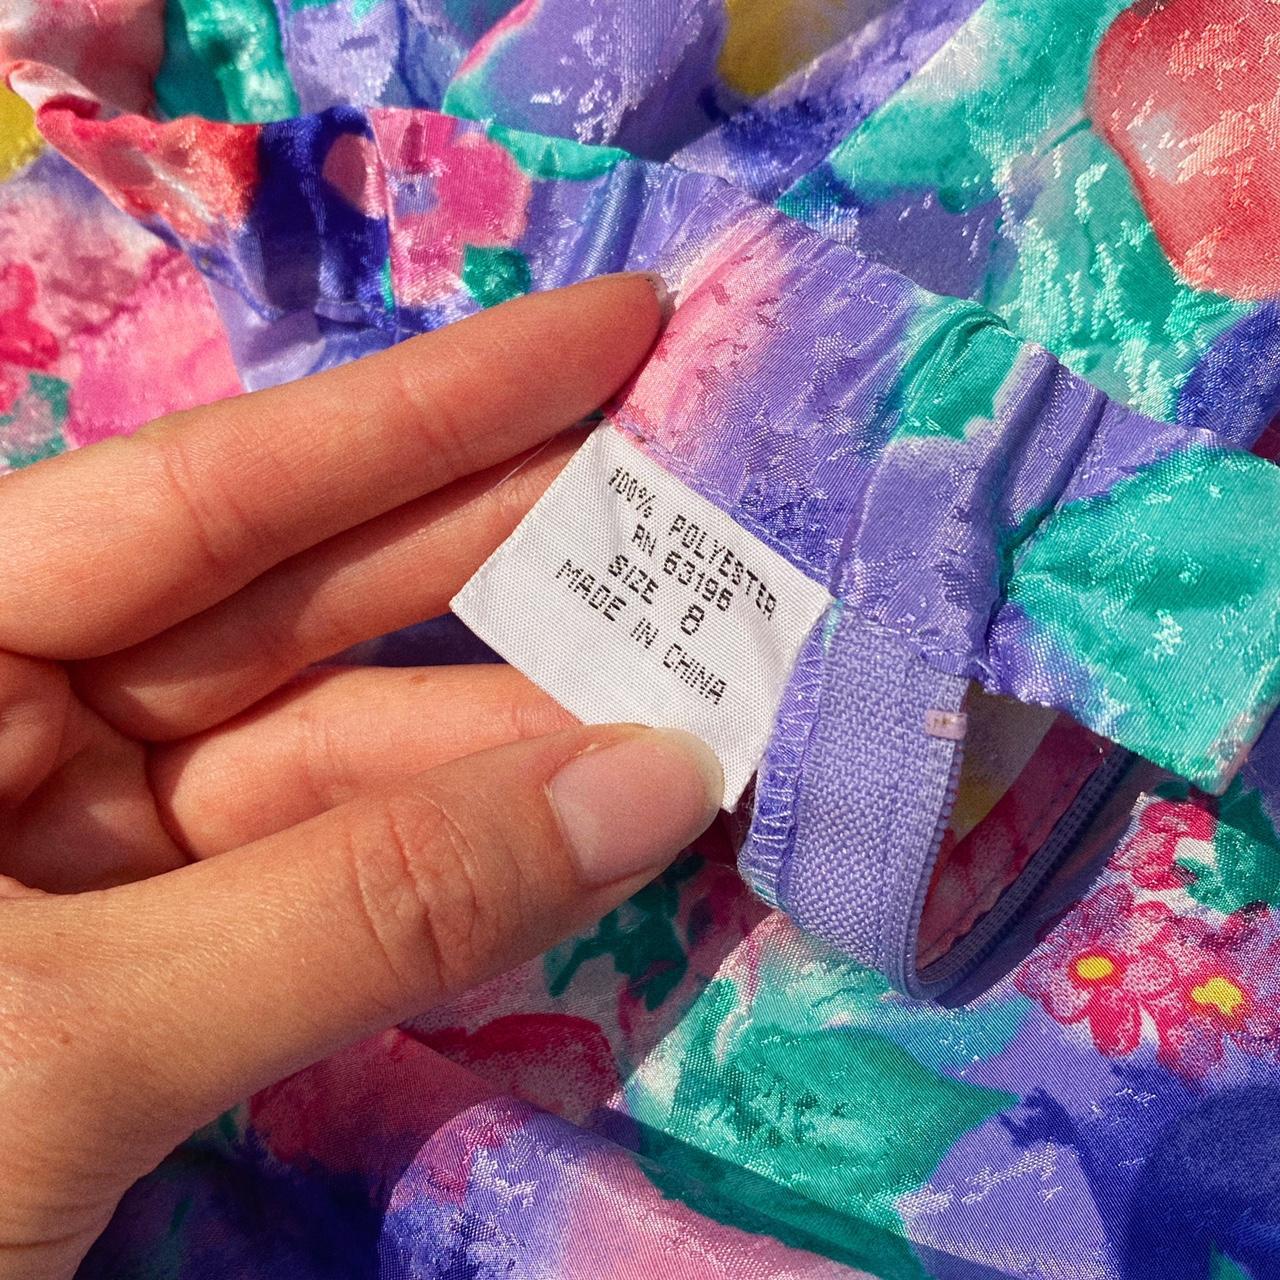 100% POLYESTER
RN 63196
SIZE 8
MADE IN CHINA